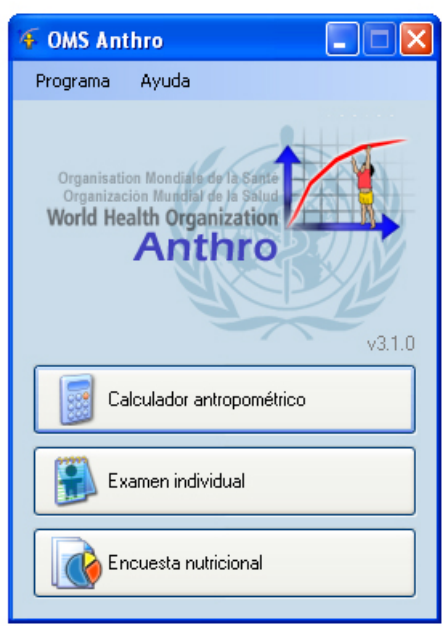 OMS Anthro
Programa Ayuda
Organisation Mondiale de la Santé
Organización Mundial de la Salud
World Health Organization
Anthro
v3.1.0
Calculador antropométrico
Examen individual
Encuesta nutricional